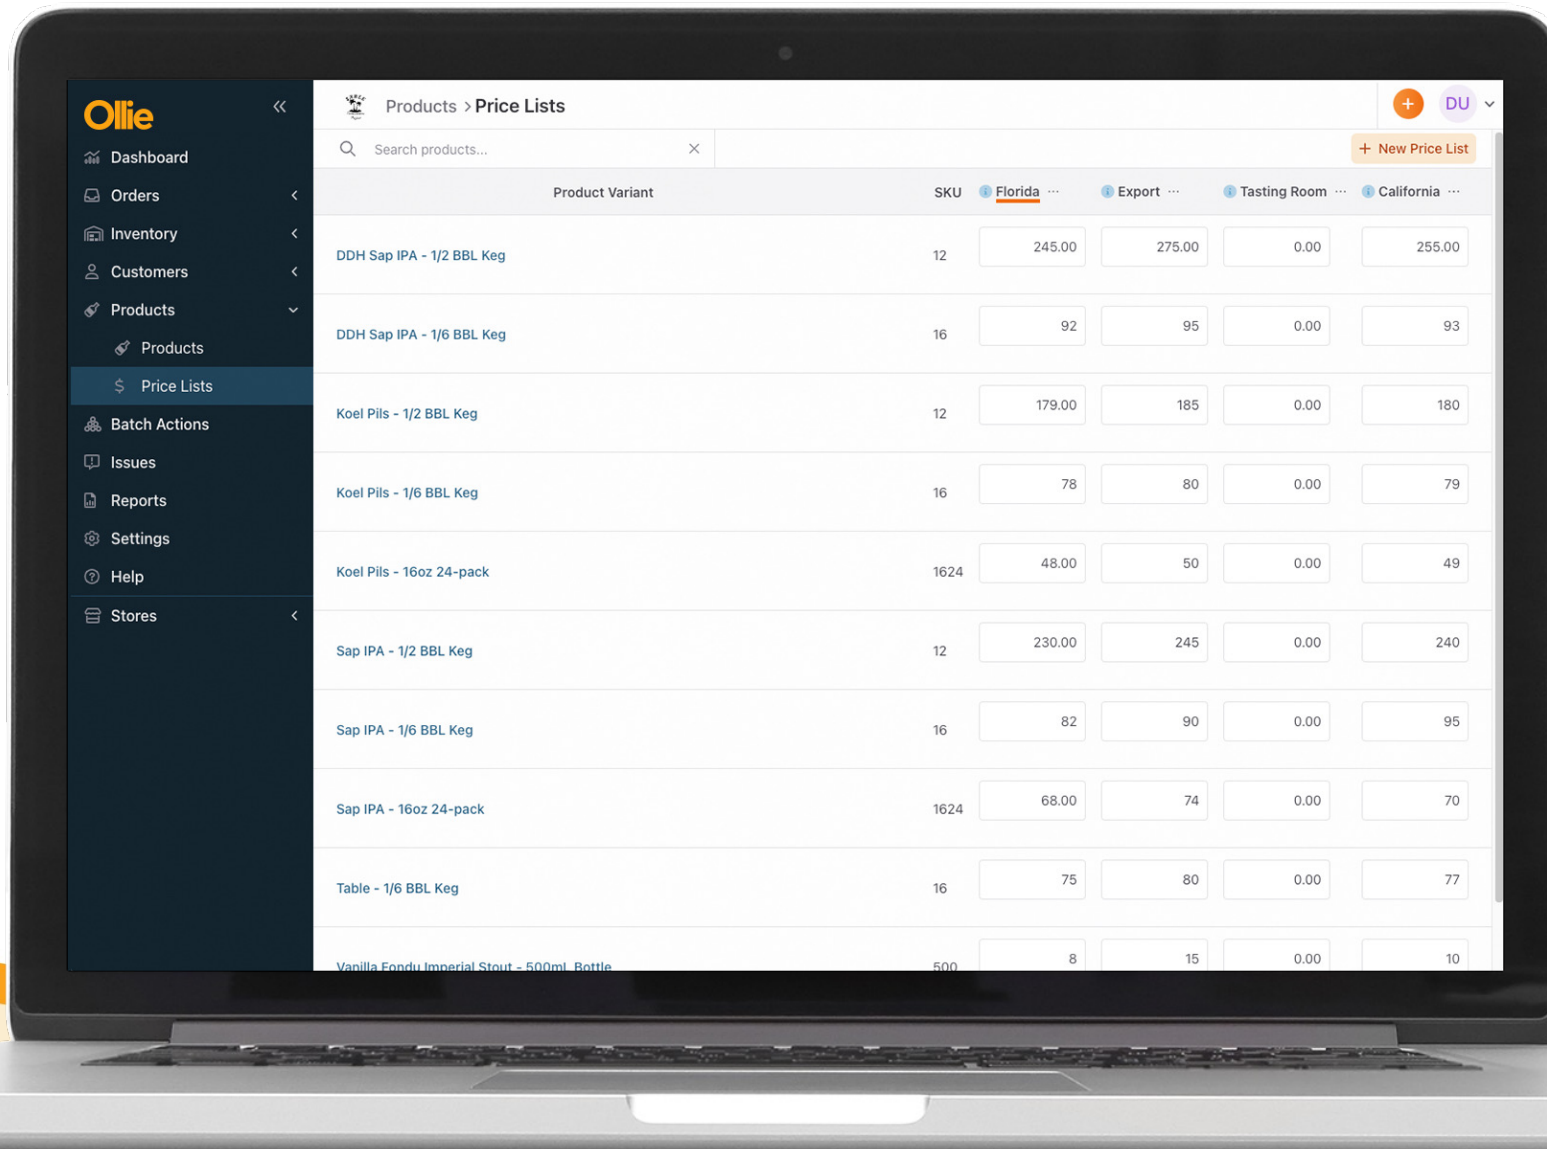 Ollie
Dashboard
Orders
Inventory
Customers
Products
Products
Price Lists
Batch Actions
Issues
Reports
Settings
Help
Stores
Products > Price Lists
+ DU
Search products...
+ New Price List
Product Variant SKU Florida ... Export ... Tasting Room ... California ...
DDH Sap IPA - 1/2 BBL Keg 12 245.00 275.00 0.00 255.00
DDH Sap IPA - 1/6 BBL Keg 16 92 95 0.00 93
Koel Pils - 1/2 BBL Keg 12 179.00 185 0.00 180
Koel Pils - 1/6 BBL Keg 16 78 80 0.00 79
Koel Pils - 16oz 24-pack 1624 48.00 50 0.00 49
Sap IPA - 1/2 BBL Keg 12 230.00 245 0.00 240
Sap IPA - 1/6 BBL Keg 16 82 90 0.00 95
Sap IPA - 16oz 24-pack 1624 68.00 74 0.00 70
Table - 1/6 BBL Keg 16 75 80 0.00 77
Vanilla Fondu Imperial Stout - 500mL Bottle 500 8 15 0.00 10